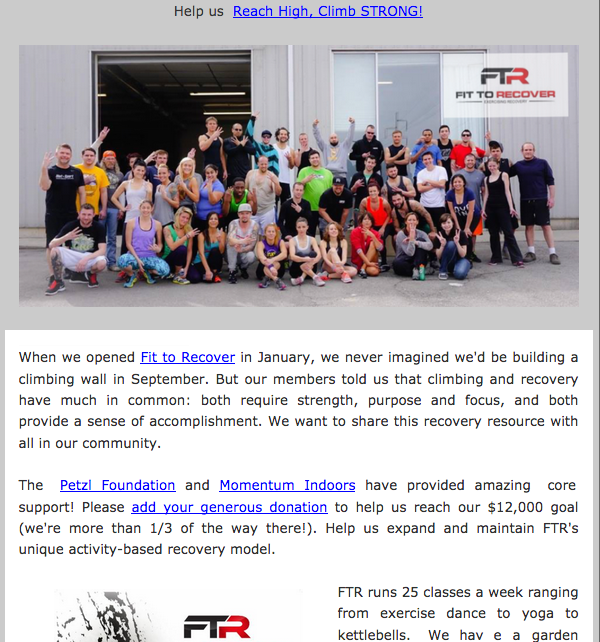 Help us  Reach High, Climb STRONG!
FTR
FIT TO RECOVER
EXERCISING RECOVERY
When we opened Fit to Recover in January, we never imagined we'd be building a
climbing wall in September. But our members told us that climbing and recovery
have much in common: both require strength, purpose and focus, and both
provide a sense of accomplishment. We want to share this recovery resource with
all in our community.
The  Petzl Foundation and Momentum Indoors have provided amazing  core
support! Please add your generous donation to help us reach our $12,000 goal
(we're more than 1/3 of the way there!). Help us expand and maintain FTR's
unique activity-based recovery model.
FTR
FTR runs 25 classes a week ranging
from exercise dance to yoga to
kettlebells.  We hav e a garden